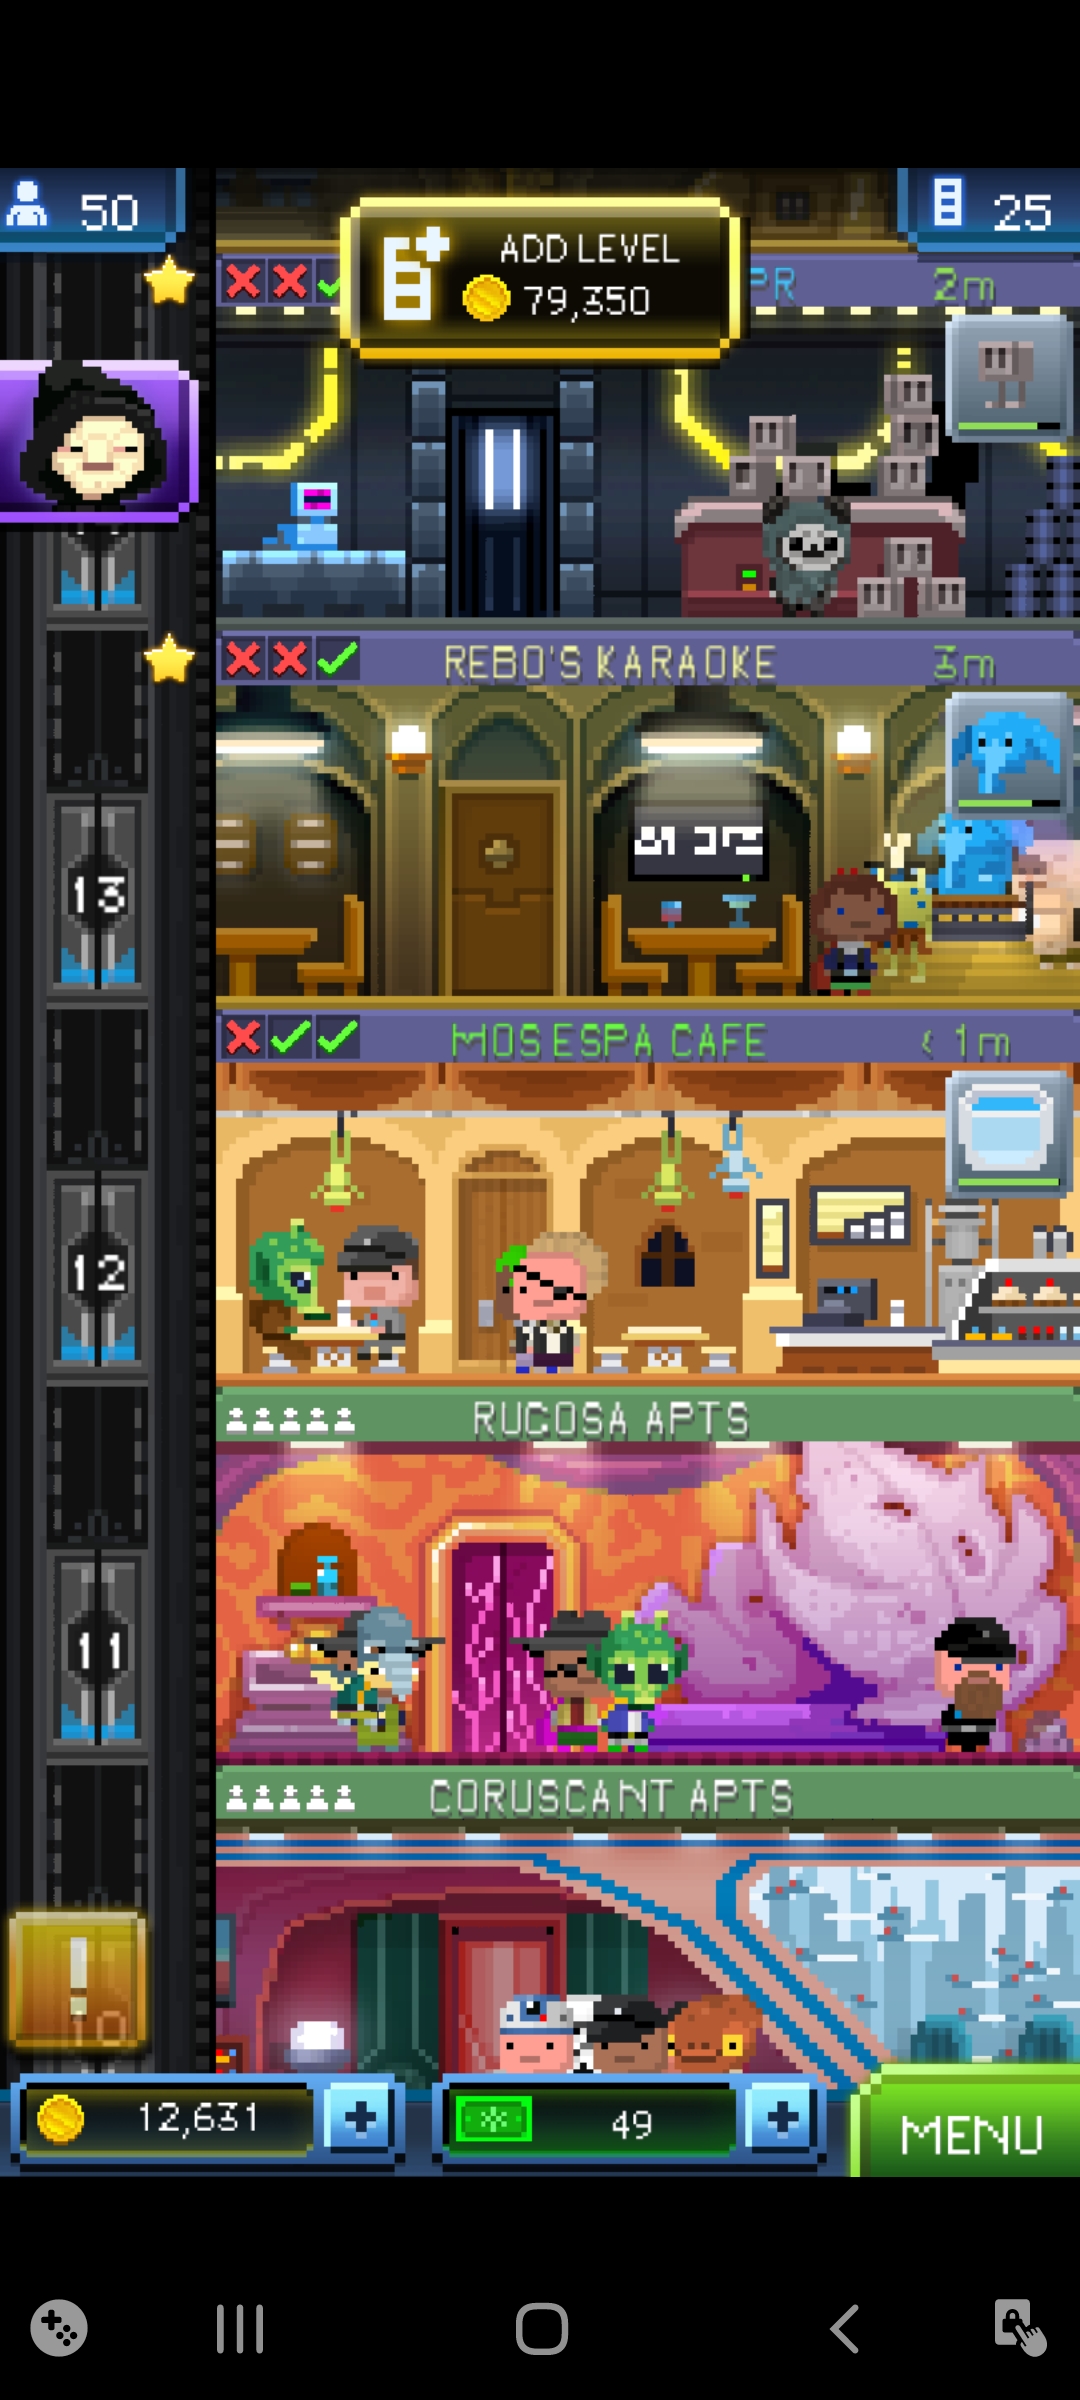 50
25
ADD LEVEL
79,350
PR
2m
REBO'S KARAOKE
3m
13
MOS ESPA CAFE
< 1m
12
RUCOSA APTS
11
CORUSCANT APTS
!
10
12,631
49
MENU